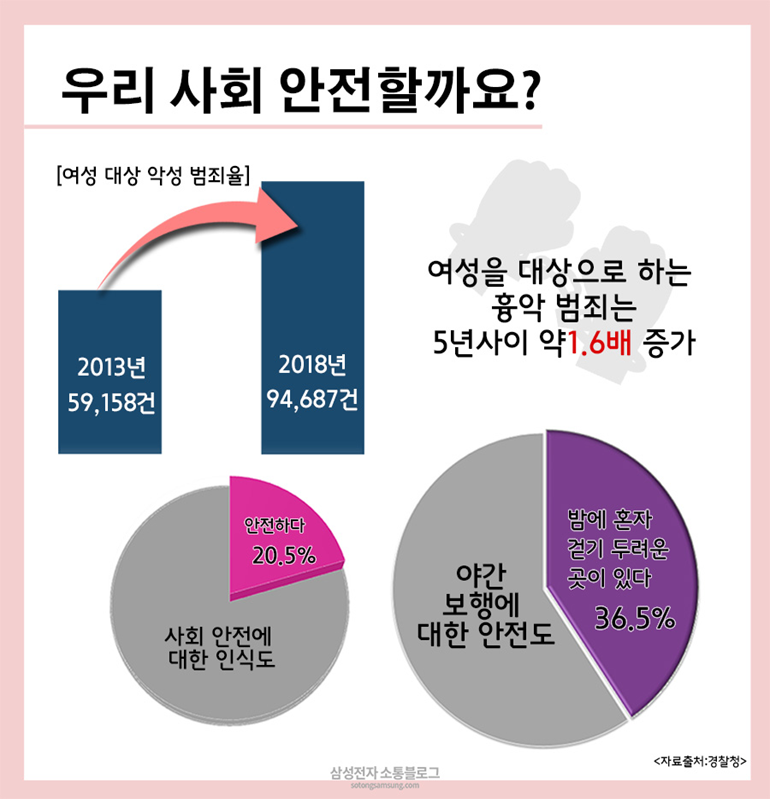 우리 사회 안전할까요?
[여성 대상 악성 범죄율]
2013년
59,158건
2018년
94,687건
여성을 대상으로 하는
흉악 범죄는
5년사이 약1.6배 증가
안전하다
20.5%
사회 안전에
대한 인식도
밤에 혼자
걷기 두려운
곳이 있다
36.5%
야간
보행에
대한 안전도
<자료출처:경찰청>
삼성전자 소통블로그
sotongsamsung.com